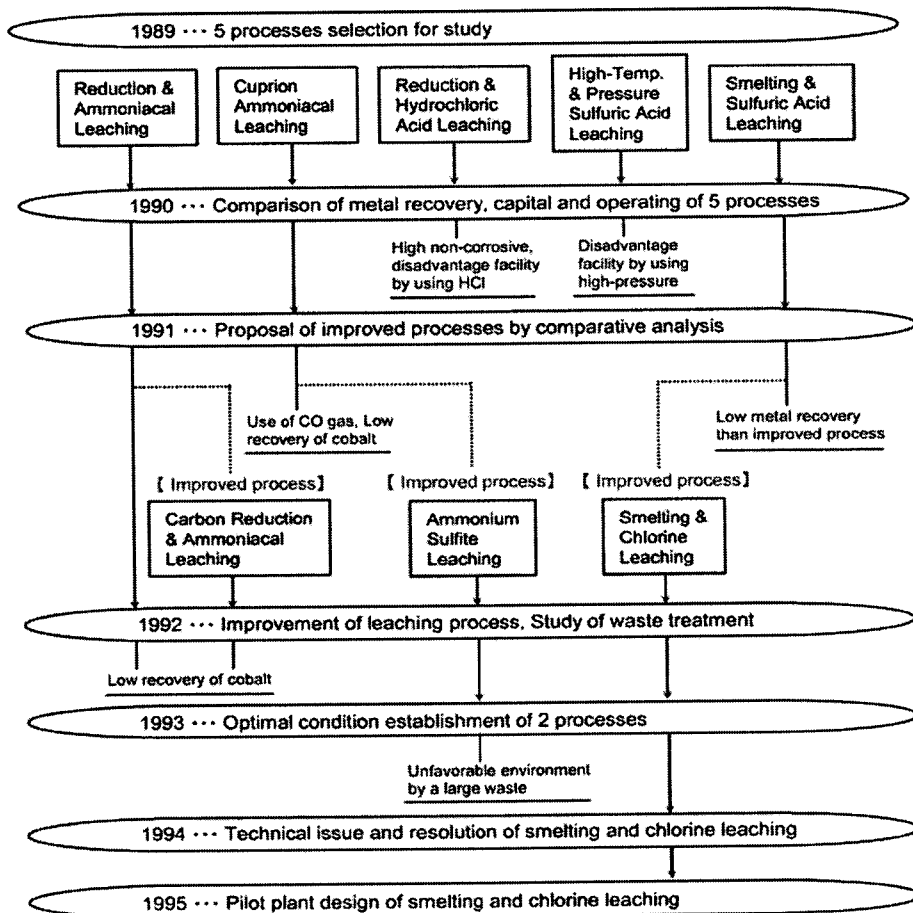 1989 ··· 5 processes selection for study
Reduction &
Ammoniacal
Leaching
Cuprion
Ammoniacal
Leaching
Reduction &
Hydrochloric
Acid Leaching
High-Temp.
& Pressure
Sulfuric Acid
Leaching
Smelting &
Sulfuric Acid
Leaching
1990 ··· Comparison of metal recovery, capital and operating of 5 processes
High non-corrosive,
disadvantage facility
by using HCl
Disadvantage
facility by using
high-pressure
1991 ··· Proposal of improved processes by comparative analysis
Use of CO gas, Low
recovery of cobalt
Low metal recovery
than improved process
【 Improved process】
【 Improved process】
【 Improved process】
Carbon Reduction
& Ammoniacal
Leaching
Ammonium
Sulfite
Leaching
Smelting &
Chlorine
Leaching
1992 ··· Improvement of leaching process, Study of waste treatment
Low recovery of cobalt
1993 ··· Optimal condition establishment of 2 processes
Unfavorable environment
by a large waste
1994 ··· Technical issue and resolution of smelting and chlorine leaching
1995 ··· Pilot plant design of smelting and chlorine leaching